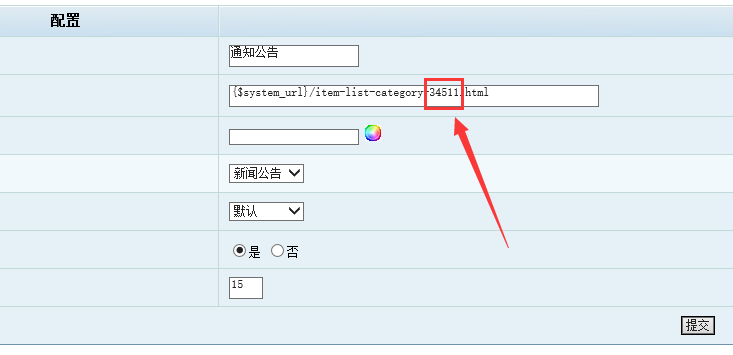 配置
通知公告
{$system_url}/item-list-category-34511.html
新闻公告
默认
是 否
15
提交